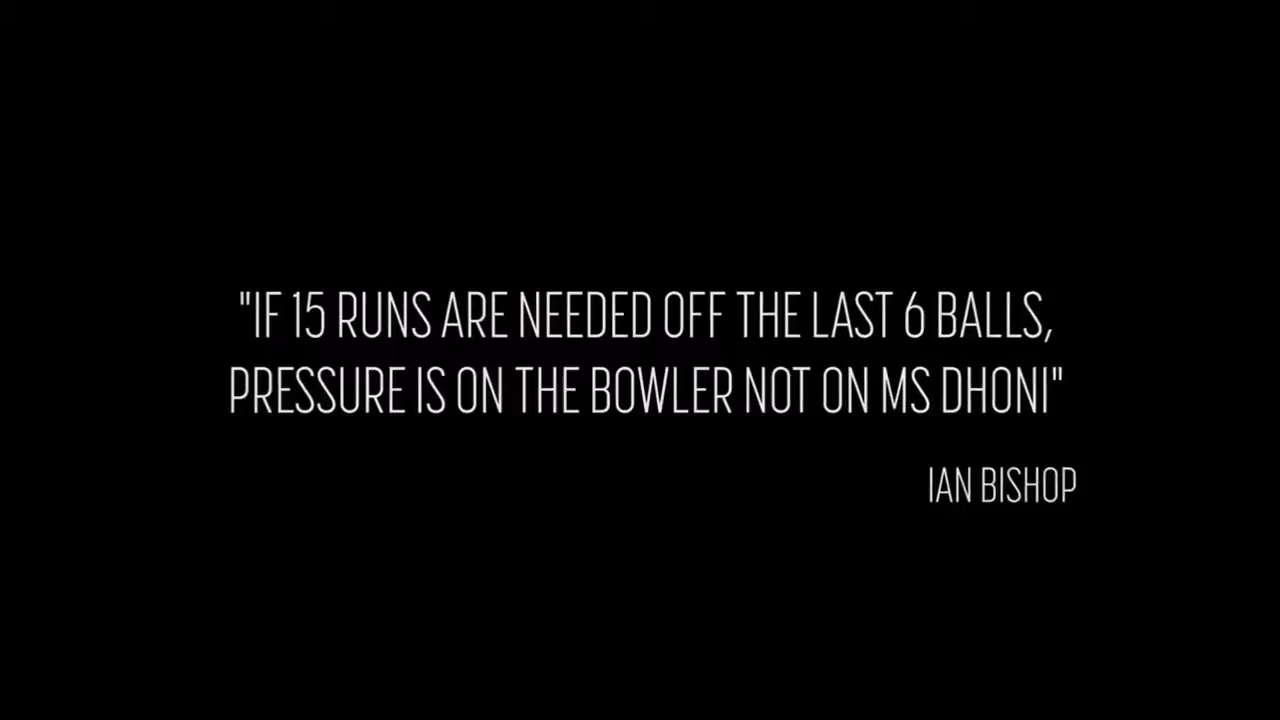 "IF 15 RUNS ARE NEEDED OFF THE LAST 6 BALLS,
PRESSURE IS ON THE BOWLER NOT ON MS DHONI"
IAN BISHOP